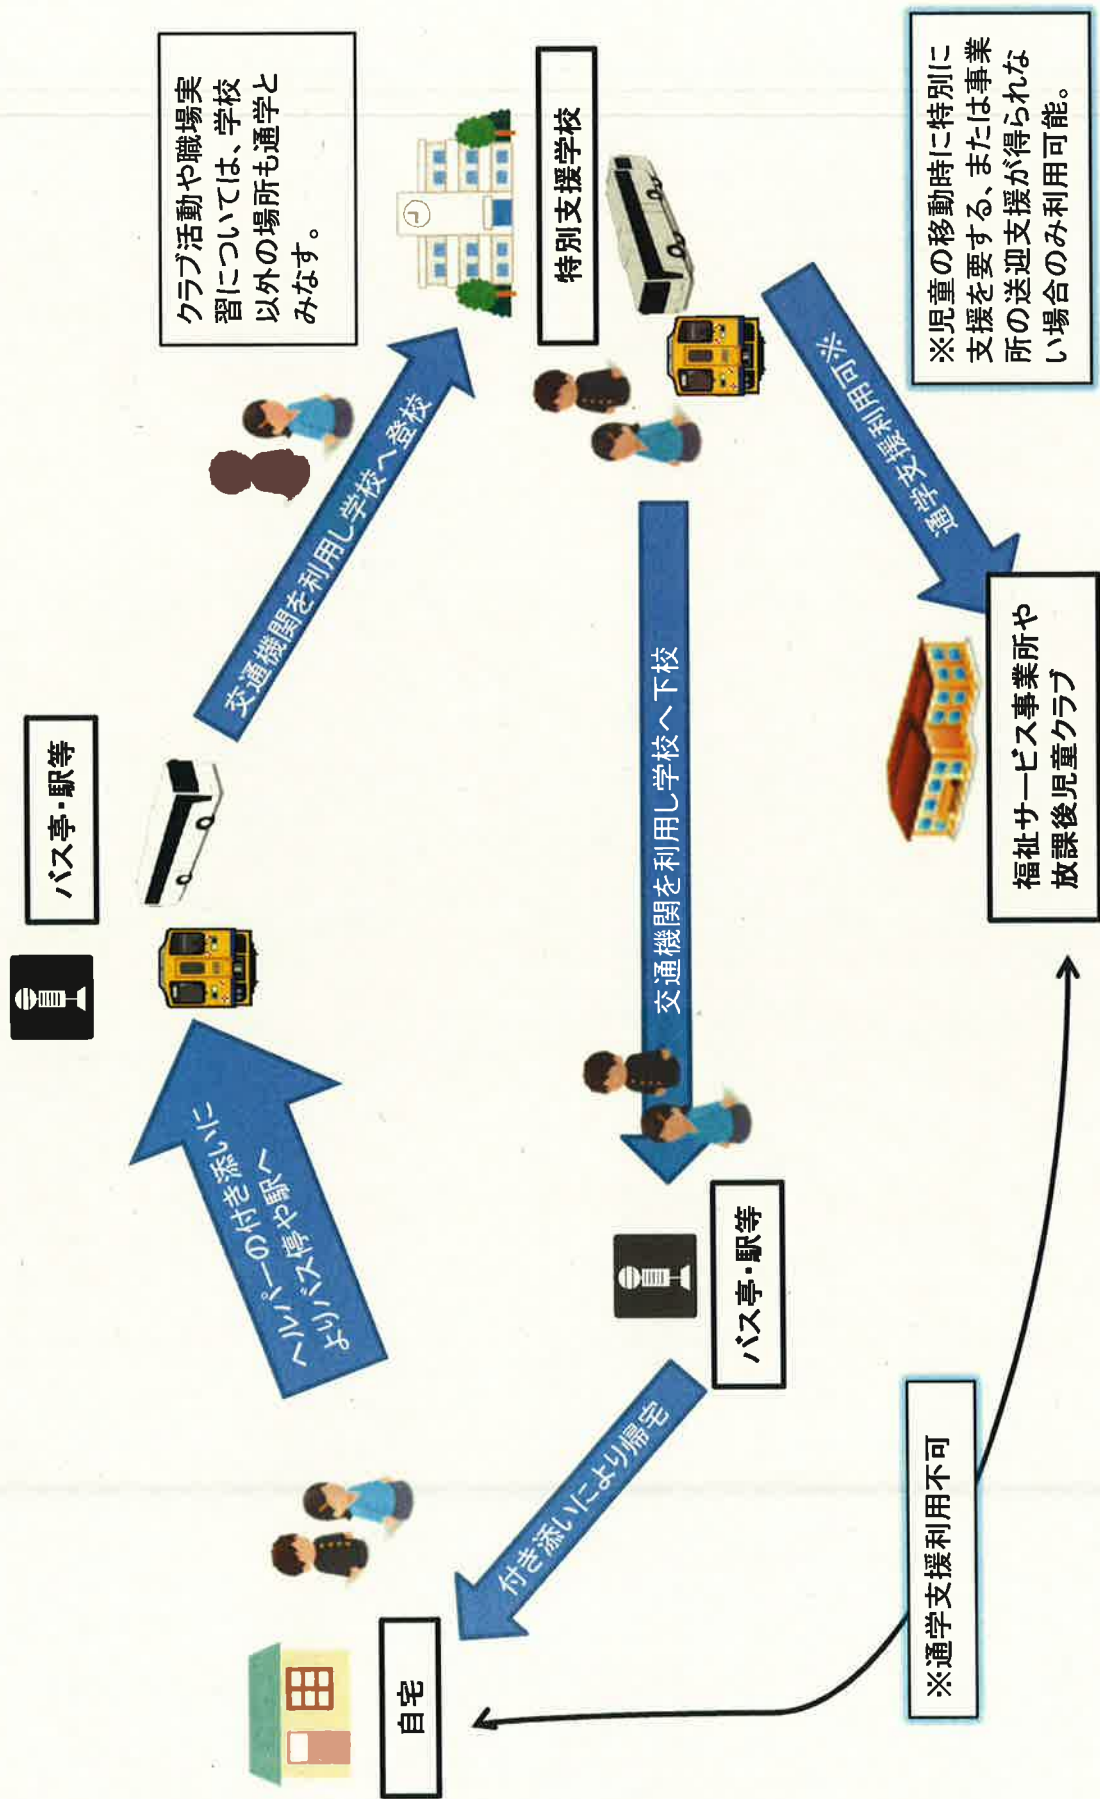 バス亭・駅等
クラブ活動や職場実
習については、学校
以外の場所も通学と
みなす。
ヘルパーの付き添いに
よりバス停や駅へ
交通機関を利用し学校へ登校
特別支援学校
自宅
付き添いにより帰宅
交通機関を利用し学校へ下校
バス亭・駅等
通学支援利用可※
※児童の移動時に特別に
支援を要する、または事業
所の送迎支援が得られな
い場合のみ利用可能。
福祉サービス事業所や
放課後児童クラブ
※通学支援利用不可